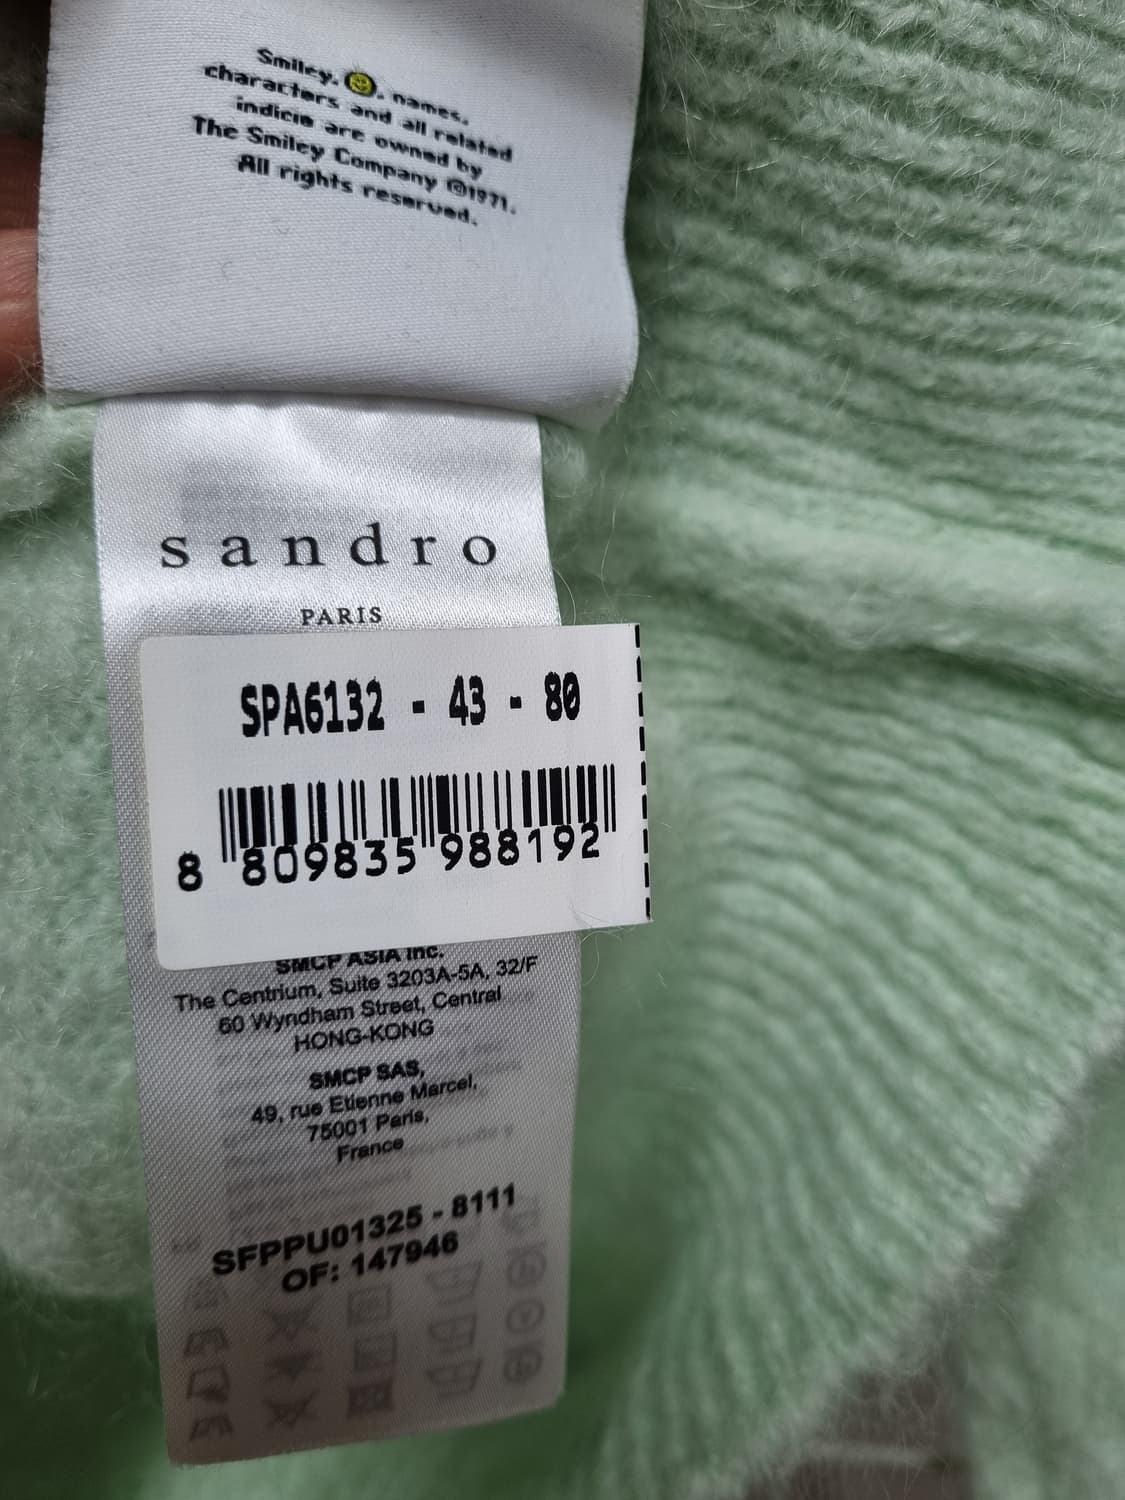 Smiley. , names,
characters and all related
indicia are owned by
The Smiley Company ©1971.
All rights reserved.
sandro
PARIS
SPA6132 - 43 - 80
8 809835 988192
SMCP ASIA Inc.
The Centrium, Suite 3203A-5A, 32/F
60 Wyndham Street, Central
HONG-KONG
SMCP SAS,
49, rue Etienne Marcel,
75001 Paris,
France
SFPPU01325 - 8111
OF: 147946